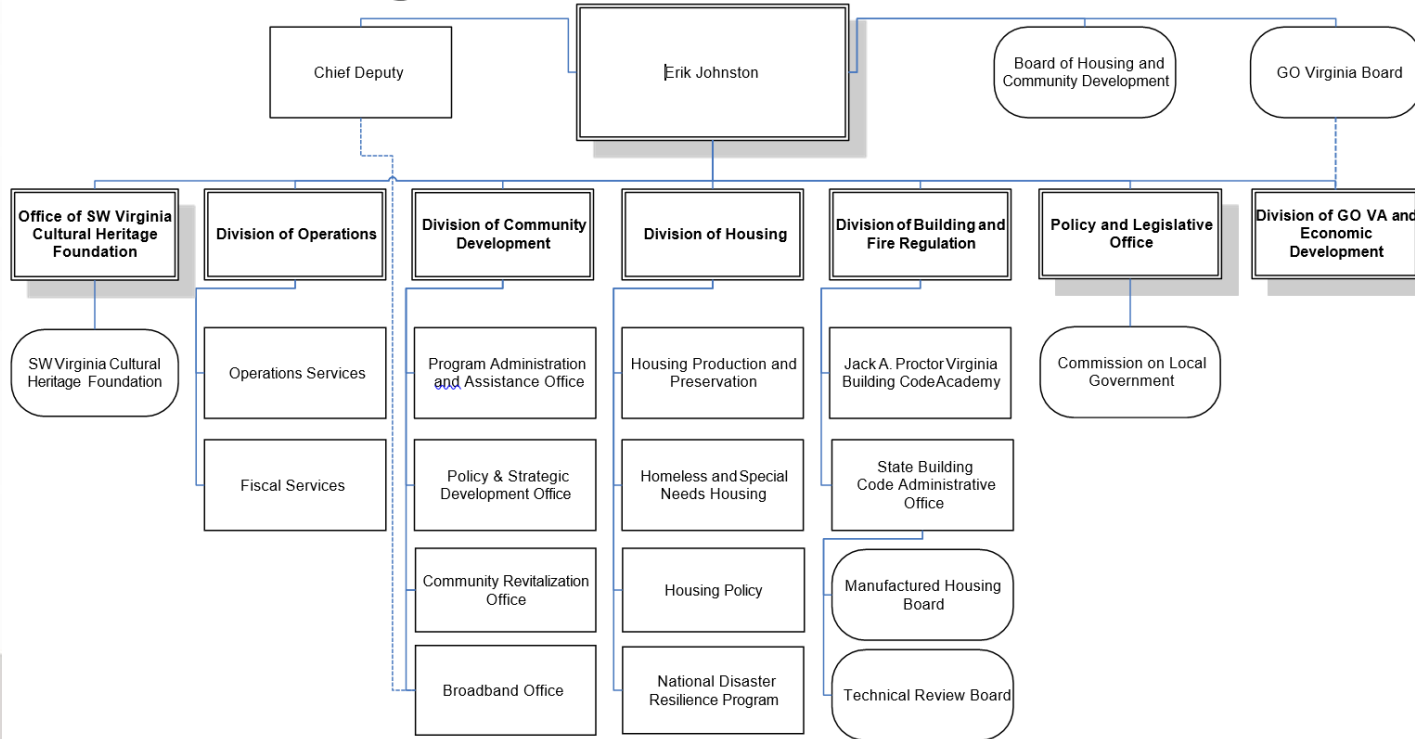 Chief Deputy
Erik Johnston
Board of Housing and
Community Development
GO Virginia Board
Office of SW Virginia
Cultural Heritage
Foundation
Division of Operations
Division of Community
Development
Division of Housing
Division of Building and
Fire Regulation
Policy and Legislative
Office
Division of GO VA and
Economic
Development
SW Virginia Cultural
Heritage Foundation
Operations Services
Program Administration
and Assistance Office
Housing Production and
Preservation
Jack A. Proctor Virginia
Building Code Academy
Commission on Local
Government
Fiscal Services
Policy & Strategic
Development Office
Homeless and Special
Needs Housing
State Building
Code Administrative
Office
Community Revitalization
Office
Housing Policy
Manufactured Housing
Board
Broadband Office
National Disaster
Resilience Program
Technical Review Board